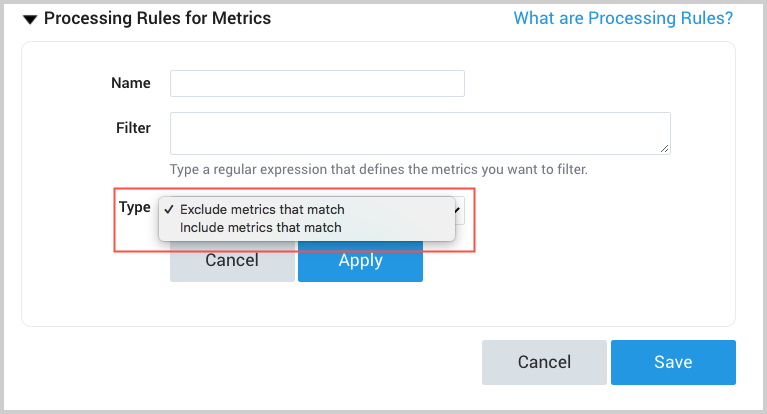 Processing Rules for Metrics
What are Processing Rules?
Name
Filter
Type a regular expression that defines the metrics you want to filter.
Type
✓ Exclude metrics that match
Include metrics that match
Cancel
Apply
Cancel
Save